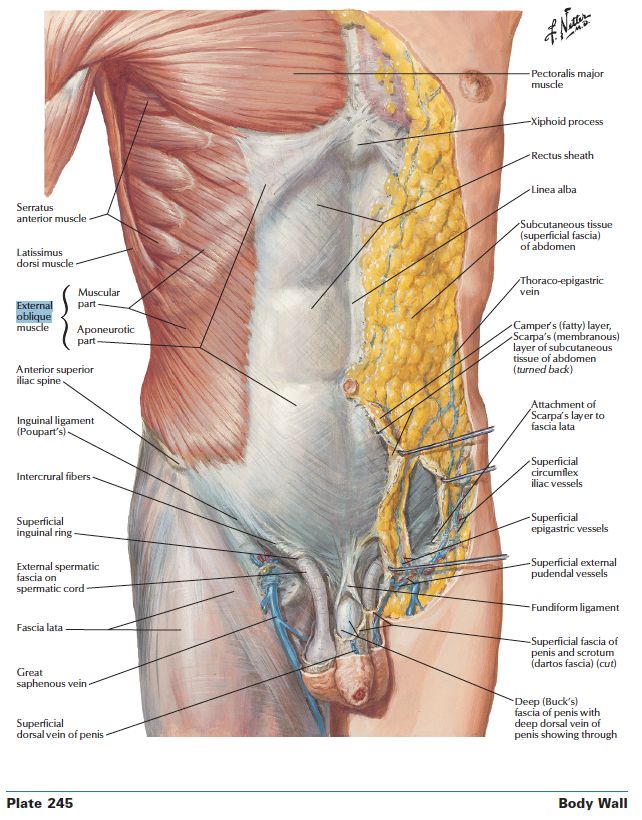 F. Netter
M.D.
Pectoralis major
muscle
Xiphoid process
Rectus sheath
Linea alba
Subcutaneous tissue
(superficial fascia)
of abdomen
Thoraco-epigastric
vein
Camper's (fatty) layer,
Scarpa's (membranous)
layer of subcutaneous
tissue of abdomen
(turned back)
Attachment of
Scarpa's layer to
fascia lata
Superficial
circumflex
iliac vessels
Superficial
epigastric vessels
Superficial external
pudendal vessels
Fundiform ligament
Superficial fascia of
penis and scrotum
(dartos fascia) (cut)
Deep (Buck's)
fascia of penis with
deep dorsal vein of
penis showing through
Serratus
anterior muscle
Latissimus
dorsi muscle
External
oblique
muscle
Muscular
part
Aponeurotic
part
Anterior superior
iliac spine
Inguinal ligament
(Poupart's)
Intercrural fibers
Superficial
inguinal ring
External spermatic
fascia on
spermatic cord
Fascia lata
Great
saphenous vein
Superficial
dorsal vein of penis
Plate 245
Body Wall